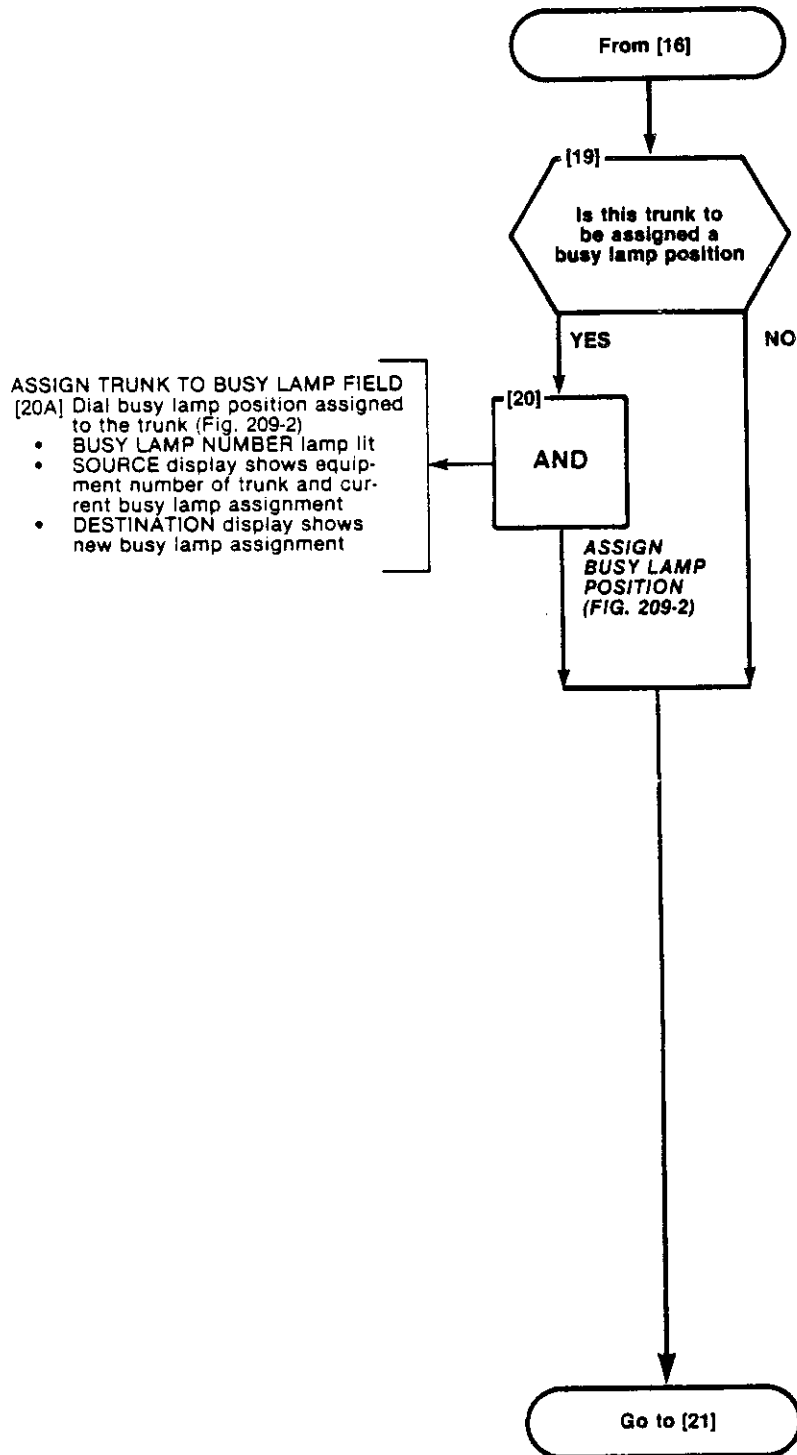 From [16]
[19]
Is this trunk to
be assigned a
busy lamp position
YES
NO
ASSIGN TRUNK TO BUSY LAMP FIELD
[20A] Dial busy lamp position assigned
to the trunk (Fig. 209-2)
• BUSY LAMP NUMBER lamp lit
• SOURCE display shows equip-
ment number of trunk and cur-
rent busy lamp assignment
• DESTINATION display shows
new busy lamp assignment
[20]
AND
ASSIGN
BUSY LAMP
POSITION
(FIG. 209-2)
Go to [21]